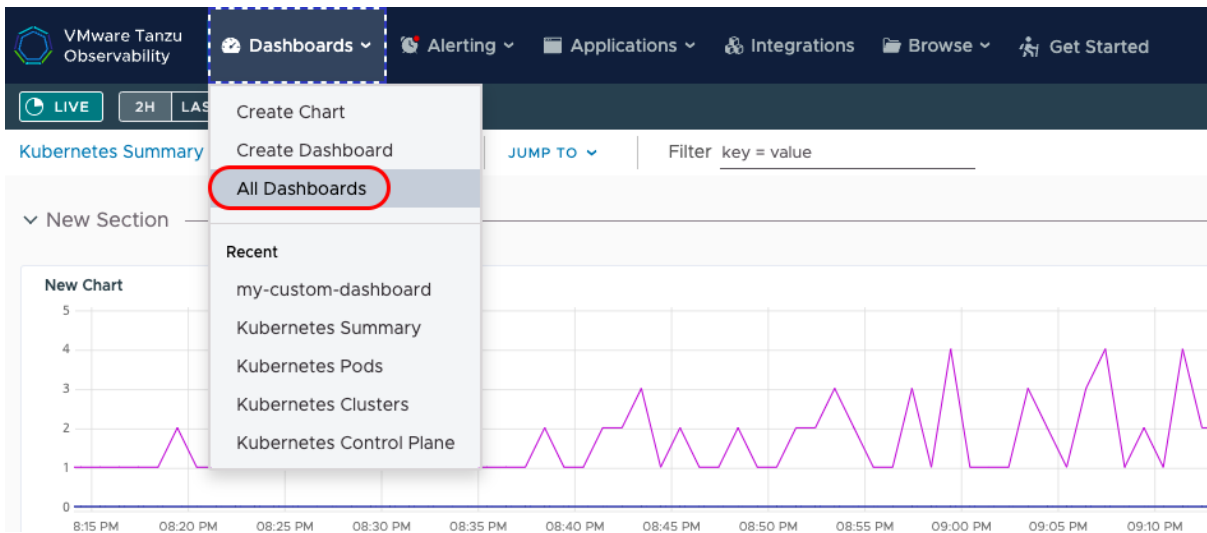 VMware Tanzu
Observability
Dashboards
Alerting
Applications
Integrations
Browse
Get Started
LIVE
2H
Create Chart
Create Dashboard
All Dashboards
Recent
my-custom-dashboard
Kubernetes Summary
Kubernetes Pods
Kubernetes Clusters
Kubernetes Control Plane
Kubernetes Summary
JUMP TO
Filter key = value
New Section
New Chart
5
4
3
2
1
0
8:15 PM 08:20 PM 08:25 PM 08:30 PM 08:35 PM 08:40 PM 08:45 PM 08:50 PM 08:55 PM 09:00 PM 09:05 PM 09:10 PM